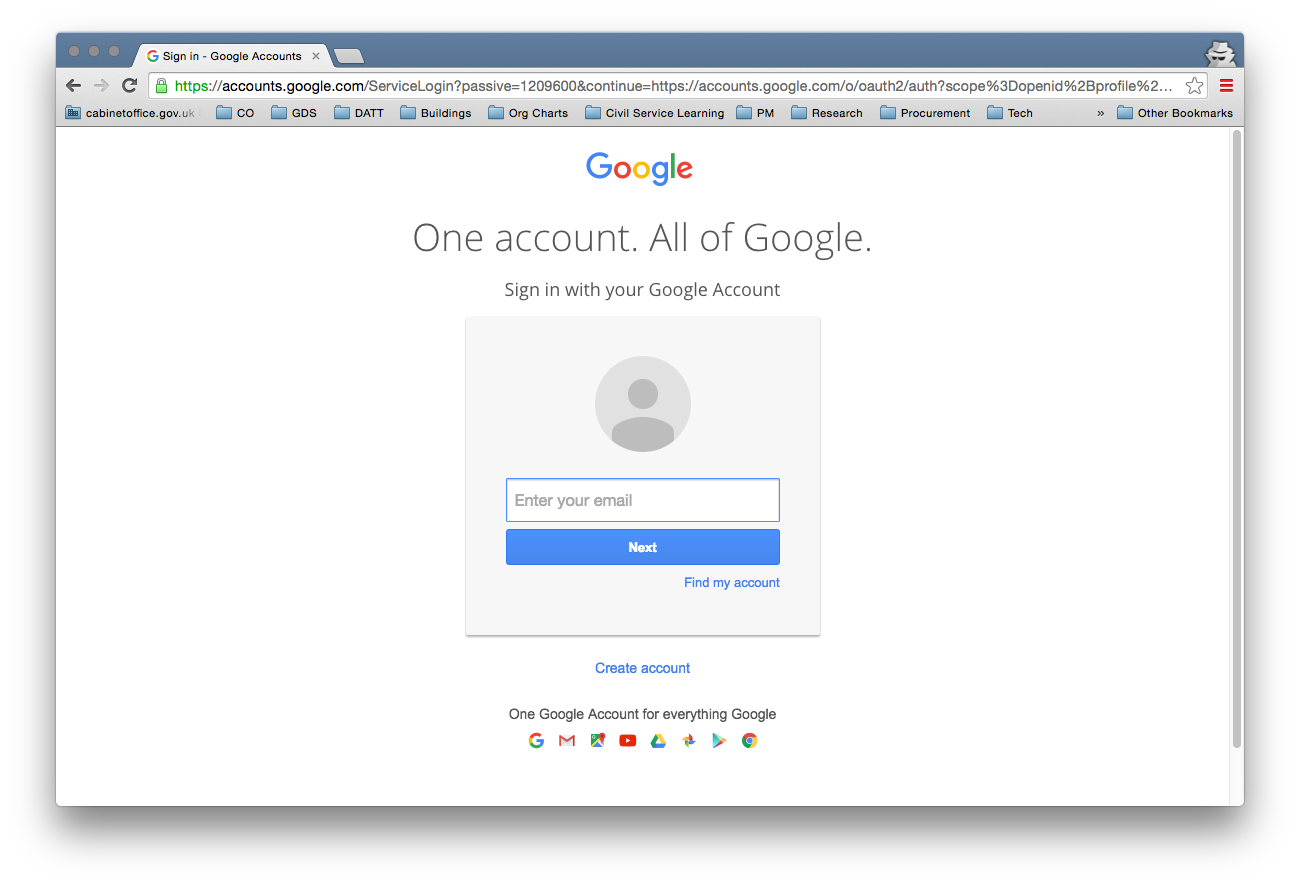 Sign in - Google Accounts
https://accounts.google.com/ServiceLogin?passive=1209600&continue=https://accounts.google.com/o/oauth2/auth?scope%3Dopenid%2Bprofile%2...
cabinetoffice.gov.uk CO GDS DATT Buildings Org Charts Civil Service Learning PM Research Procurement Tech » Other Bookmarks
Google
One account. All of Google.
Sign in with your Google Account
Enter your email
Next
Find my account
Create account
One Google Account for everything Google